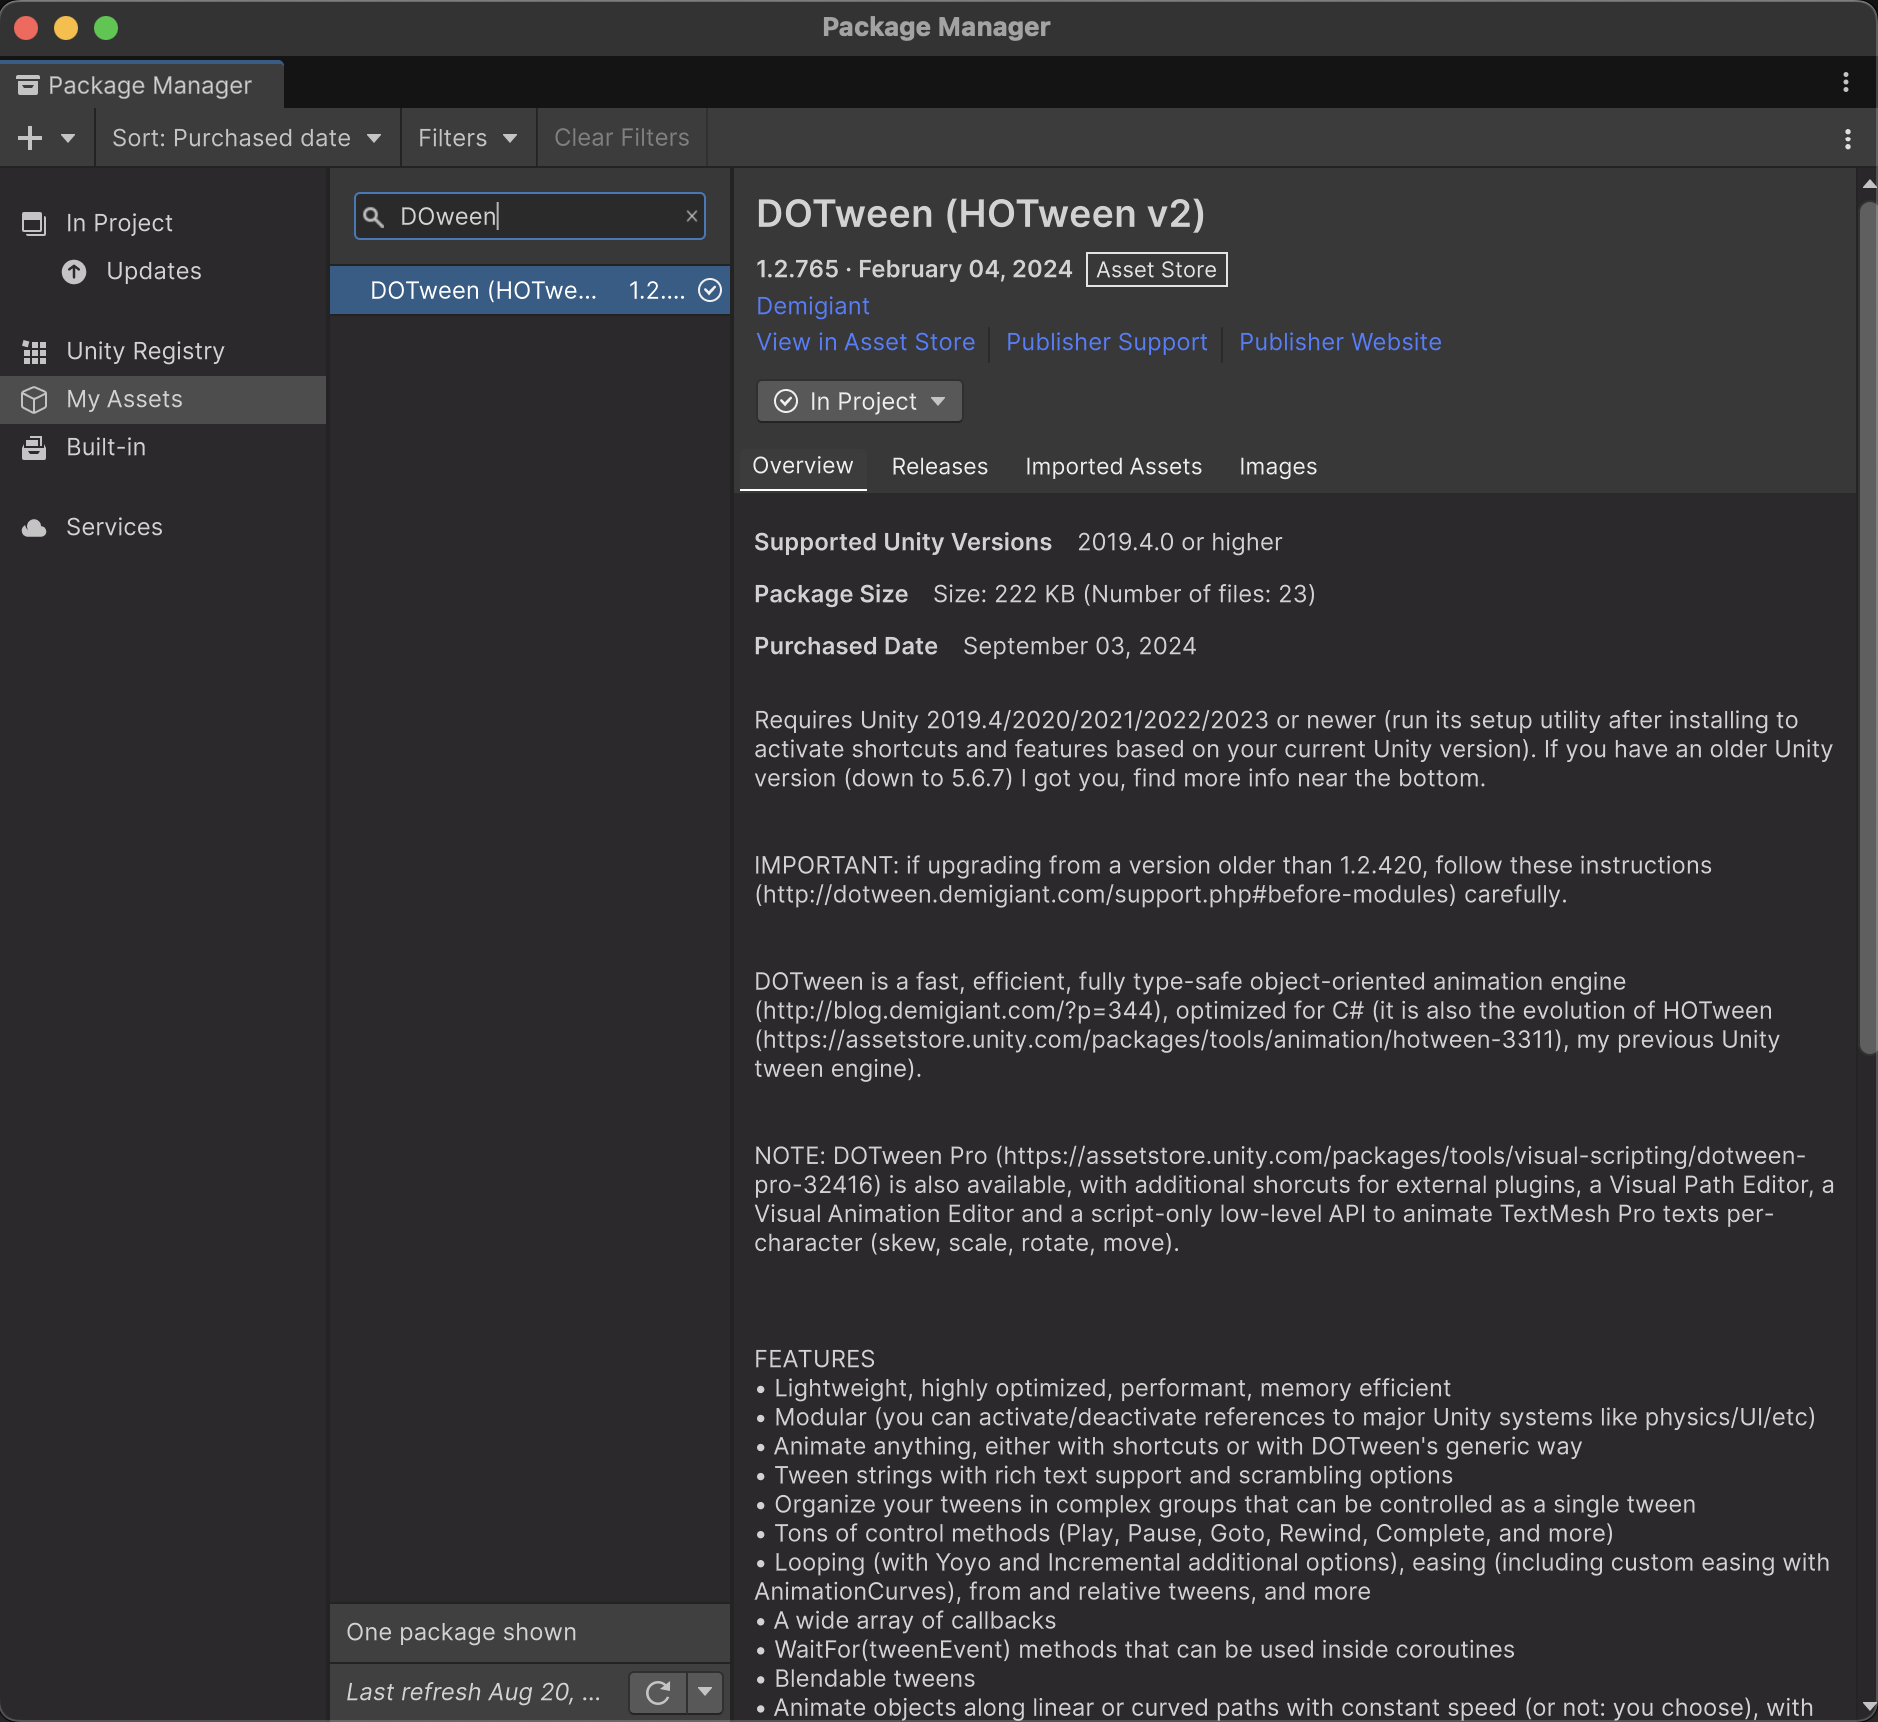 Package Manager
Package Manager
Sort: Purchased date
Filters
Clear Filters
In Project
Updates
Unity Registry
My Assets
Built-in
Services
DOween
DOTween (HOTwe... 1.2....
One package shown
Last refresh Aug 20, ...
DOTween (HOTween v2)
1.2.765 · February 04, 2024 Asset Store
Demigiant
View in Asset Store Publisher Support Publisher Website
In Project
Overview Releases Imported Assets Images
Supported Unity Versions 2019.4.0 or higher
Package Size Size: 222 KB (Number of files: 23)
Purchased Date September 03, 2024
Requires Unity 2019.4/2020/2021/2022/2023 or newer (run its setup utility after installing to
activate shortcuts and features based on your current Unity version). If you have an older Unity
version (down to 5.6.7) I got you, find more info near the bottom.
IMPORTANT: if upgrading from a version older than 1.2.420, follow these instructions
(http://dotween.demigiant.com/support.php#before-modules) carefully.
DOTween is a fast, efficient, fully type-safe object-oriented animation engine
(http://blog.demigiant.com/?p=344), optimized for C# (it is also the evolution of HOTween
(https://assetstore.unity.com/packages/tools/animation/hotween-3311), my previous Unity
tween engine).
NOTE: DOTween Pro (https://assetstore.unity.com/packages/tools/visual-scripting/dotween-
pro-32416) is also available, with additional shorcuts for external plugins, a Visual Path Editor, a
Visual Animation Editor and a script-only low-level API to animate TextMesh Pro texts per-
character (skew, scale, rotate, move).
FEATURES
• Lightweight, highly optimized, performant, memory efficient
• Modular (you can activate/deactivate references to major Unity systems like physics/UI/etc)
• Animate anything, either with shortcuts or with DOTween's generic way
• Tween strings with rich text support and scrambling options
• Organize your tweens in complex groups that can be controlled as a single tween
• Tons of control methods (Play, Pause, Goto, Rewind, Complete, and more)
• Looping (with Yoyo and Incremental additional options), easing (including custom easing with
AnimationCurves), from and relative tweens, and more
• A wide array of callbacks
• WaitFor(tweenEvent) methods that can be used inside coroutines
• Blendable tweens
• Animate objects along linear or curved paths with constant speed (or not: you choose), with